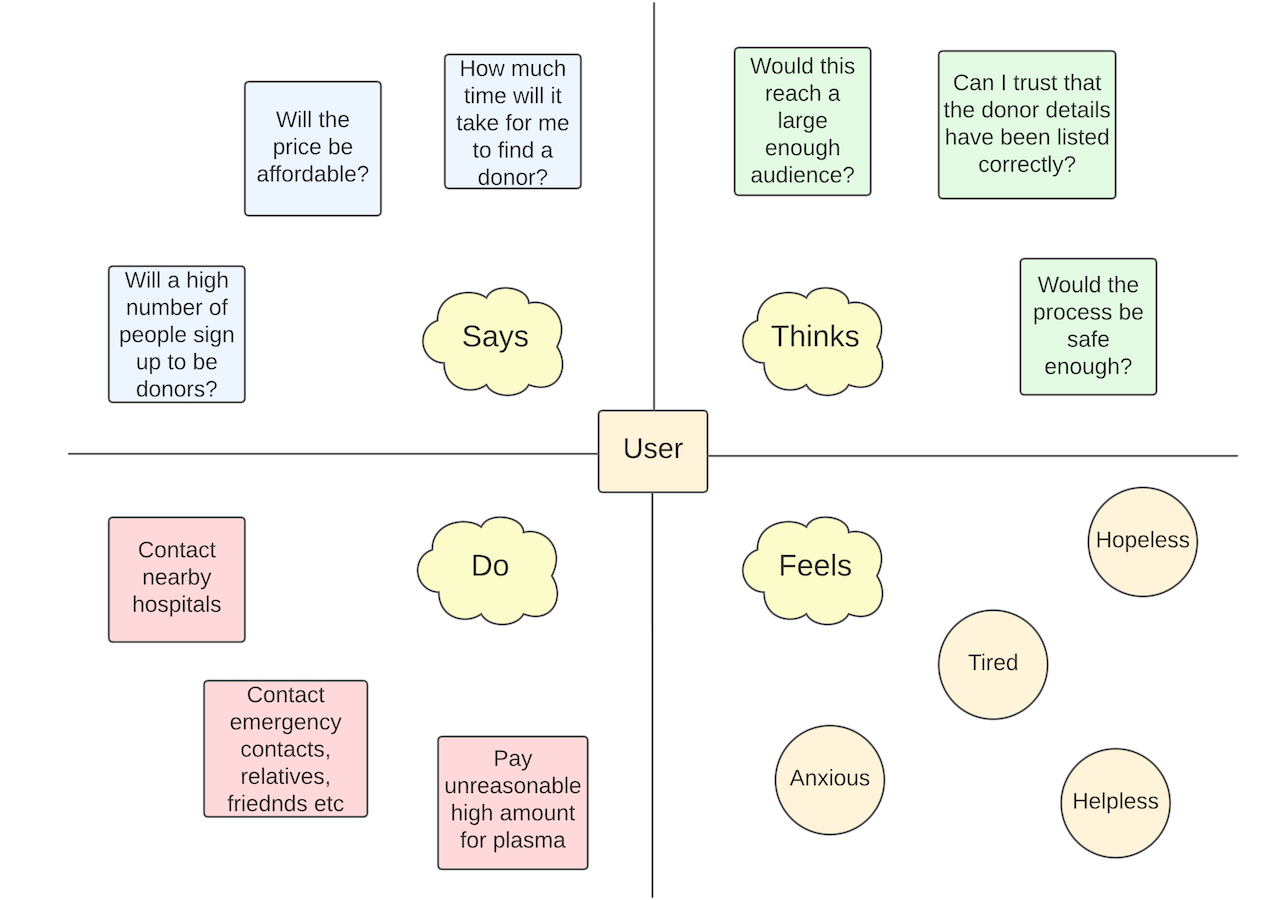 Will the
price be
affordable?
How much
time will it
take for me
to find a
donor?
Will a high
number of
people sign
up to be
donors?
Says
Would this
reach a
large
enough
audience?
Can I trust that
the donor details
have been listed
correctly?
Thinks
Would the
process be
safe
enough?
User
Contact
nearby
hospitals
Do
Contact
emergency
contacts,
relatives,
friednds etc
Pay
unreasonable
high amount
for plasma
Feels
Hopeless
Tired
Anxious
Helpless